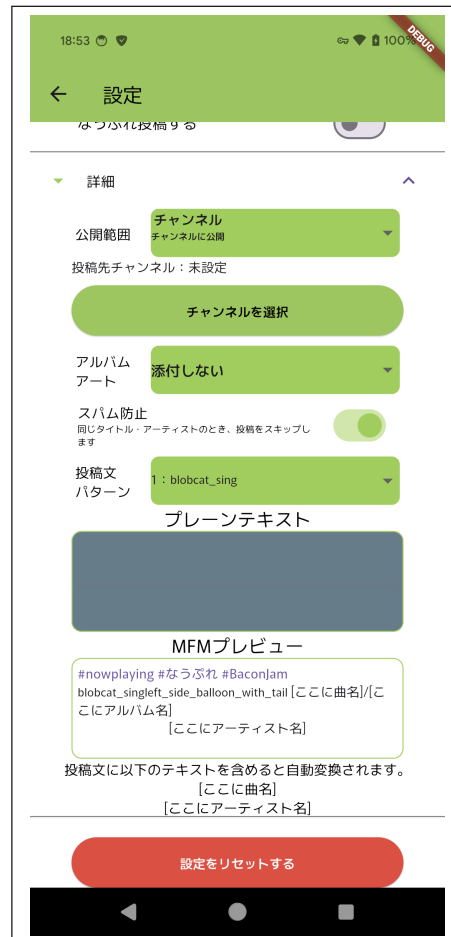 18:53
100%
DEBUG
設定
なうぷれ投稿する
詳細
公開範囲
チャンネル
チャンネルに公開
投稿先チャンネル：未設定
チャンネルを選択
アルバム
アート
添付しない
スパム防止
同じタイトル・アーティストのとき、投稿をスキップし
ます
投稿文
パターン
1：blobcat_sing
プレーンテキスト
MFMプレビュー
#nowplaying #なうぷれ #BaconJam
blobcat_singleft_side_balloon_with_tail [ここに曲名]/[こ
こにアルバム名]
[ここにアーティスト名]
投稿文に以下のテキストを含めると自動変換されます。
[ここに曲名]
[ここにアーティスト名]
設定をリセットする